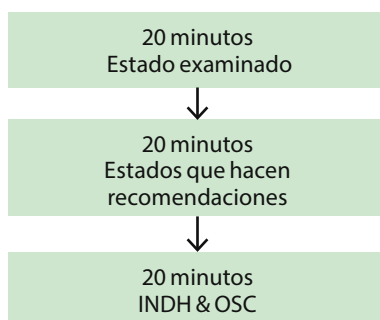 20 minutos
Estado examinado
20 minutos
Estados que hacen
recomendaciones
20 minutos
INDH & OSC